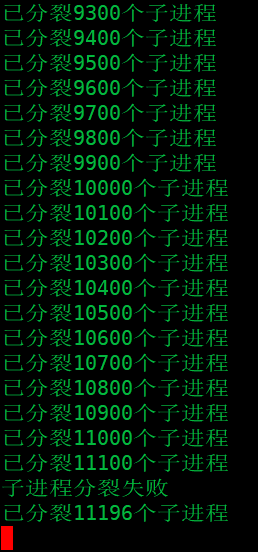 已分裂9300个子进程
已分裂9400个子进程
已分裂9500个子进程
已分裂9600个子进程
已分裂9700个子进程
已分裂9800个子进程
已分裂9900个子进程
已分裂10000个子进程
已分裂10100个子进程
已分裂10200个子进程
已分裂10300个子进程
已分裂10400个子进程
已分裂10500个子进程
已分裂10600个子进程
已分裂10700个子进程
已分裂10800个子进程
已分裂10900个子进程
已分裂11000个子进程
已分裂11100个子进程
子进程分裂失败
已分裂11196个子进程